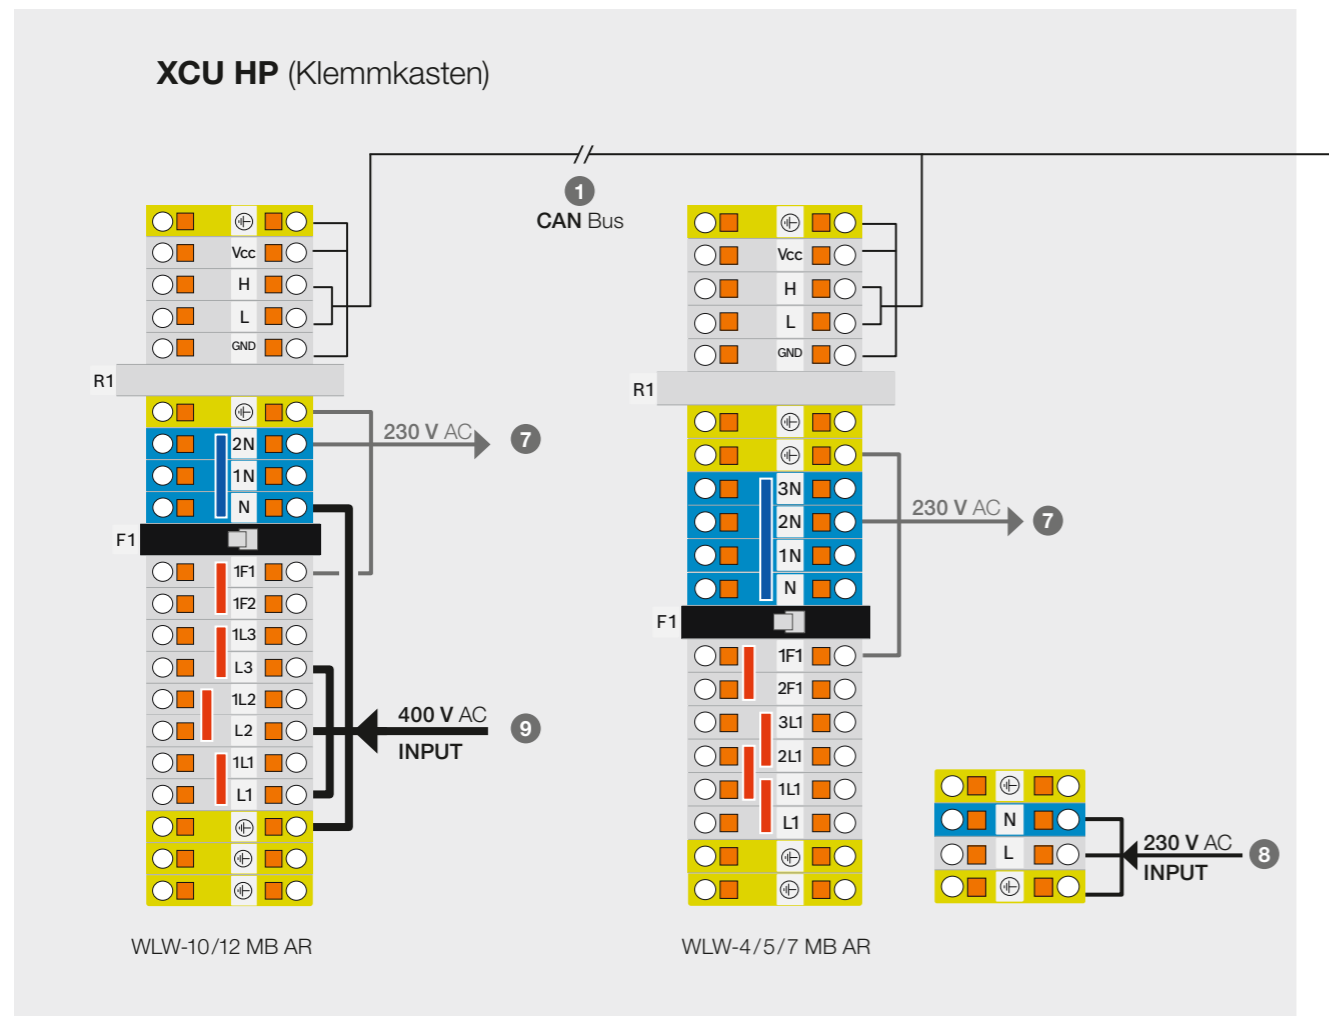 XCU HP (Klemmkasten)
1
CAN Bus
Vcc
H
L
GND
R1
2N
1N
N
F1
1F1
1F2
1L3
L3
1L2
L2
1L1
L1
230 V AC
7
400 V AC
INPUT
9
WLW-10/12 MB AR
Vcc
H
L
GND
R1
3N
2N
1N
N
F1
1F1
2F1
3L1
2L1
1L1
L1
230 V AC
7
WLW-4/5/7 MB AR
N
L
230 V AC
INPUT
8